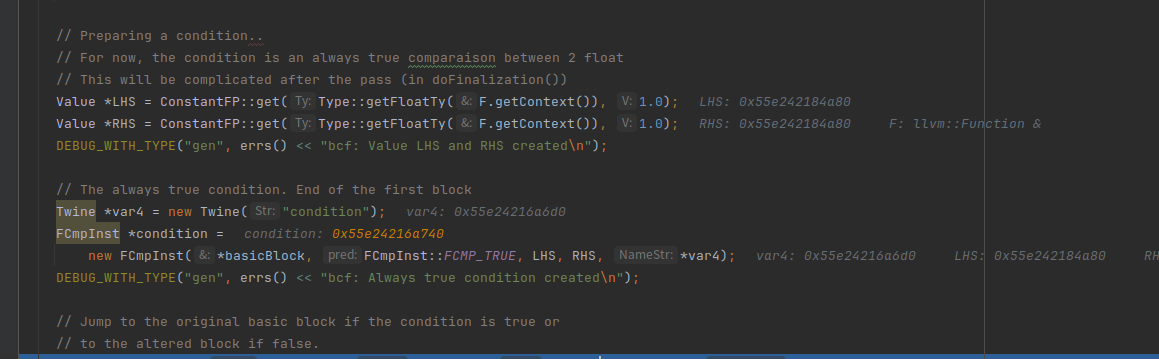 // Preparing a condition..
// For now, the condition is an always true comparaison between 2 float
// This will be complicated after the pass (in doFinalization())
Value *LHS = ConstantFP::get( Ty: Type::getFloatTy( &: F.getContext()), V: 1.0); LHS: 0x55e242184a80
Value *RHS = ConstantFP::get( Ty: Type::getFloatTy( &: F.getContext()), V: 1.0); RHS: 0x55e242184a80 F: llvm::Function &
DEBUG_WITH_TYPE("gen", errs() << "bcf: Value LHS and RHS created\n");
// The always true condition. End of the first block
Twine *var4 = new Twine( Str: "condition"); var4: 0x55e24216a6d0
FCmpInst *condition = condition: 0x55e24216a740
new FCmpInst( &: *basicBlock, pred: FCmpInst::FCMP_TRUE, LHS, RHS, NameStr: *var4); var4: 0x55e24216a6d0 LHS: 0x55e242184a80 RH
DEBUG_WITH_TYPE("gen", errs() << "bcf: Always true condition created\n");
// Jump to the original basic block if the condition is true or
// to the altered block if false.